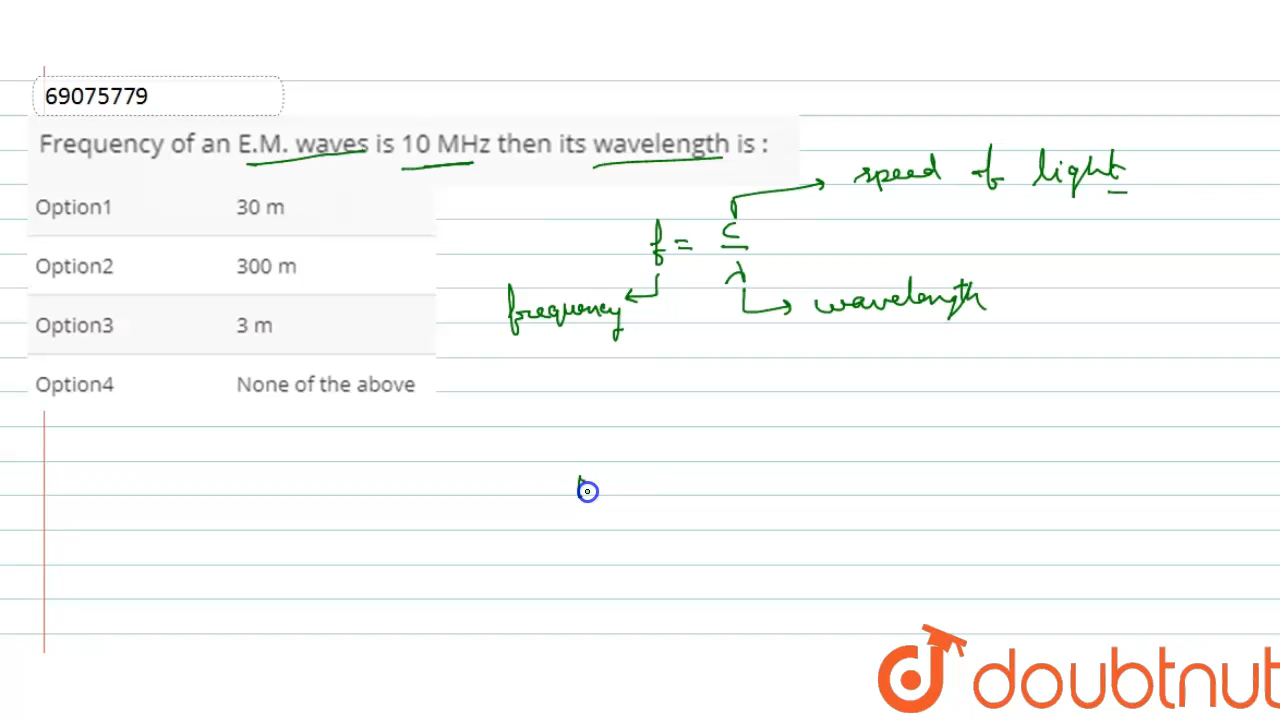 69075779
Frequency of an E.M. waves is 10 MHz then its wavelength is :
Option1 30 m
Option2 300 m
Option3 3 m
Option4 None of the above
speed of light
f = c
λ
frequency
wavelength
doubtnut